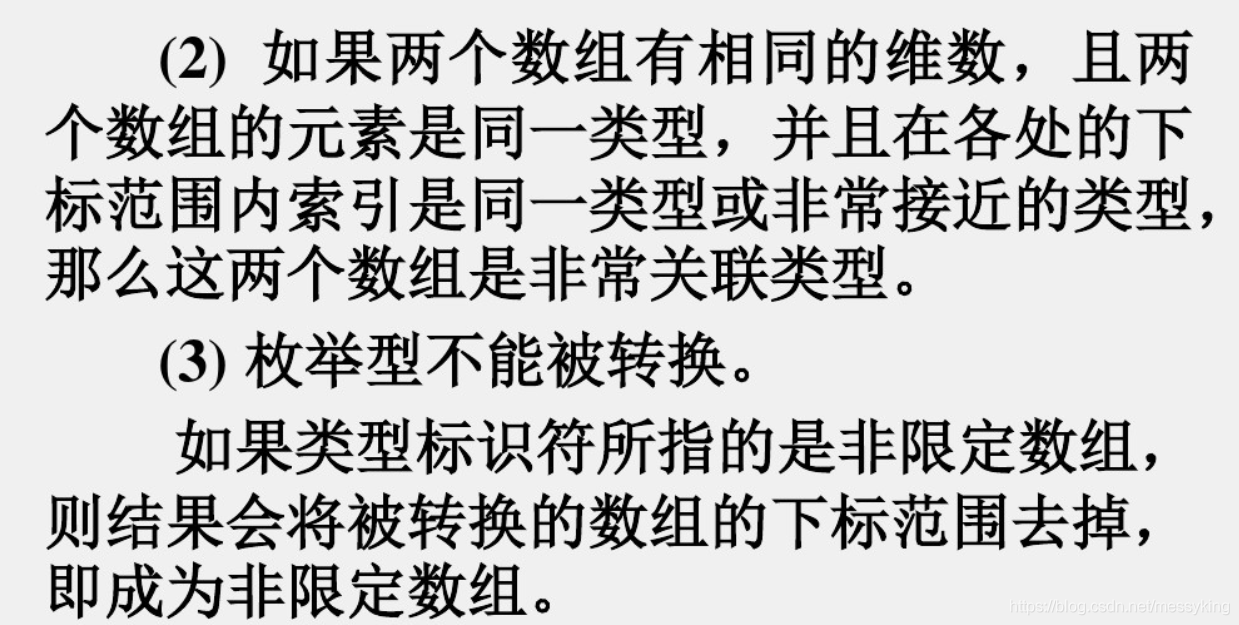 (2) 如果两个数组有相同的维数，且两
个数组的元素是同一类型，并且在各处的下
标范围内索引是同一类型或非常接近的类型，
那么这两个数组是非常关联类型。
(3) 枚举型不能被转换。
如果类型标识符所指的是非限定数组，
则结果会将被转换的数组的下标范围去掉，
即成为非限定数组。
https://blog.csdn.net/messyking